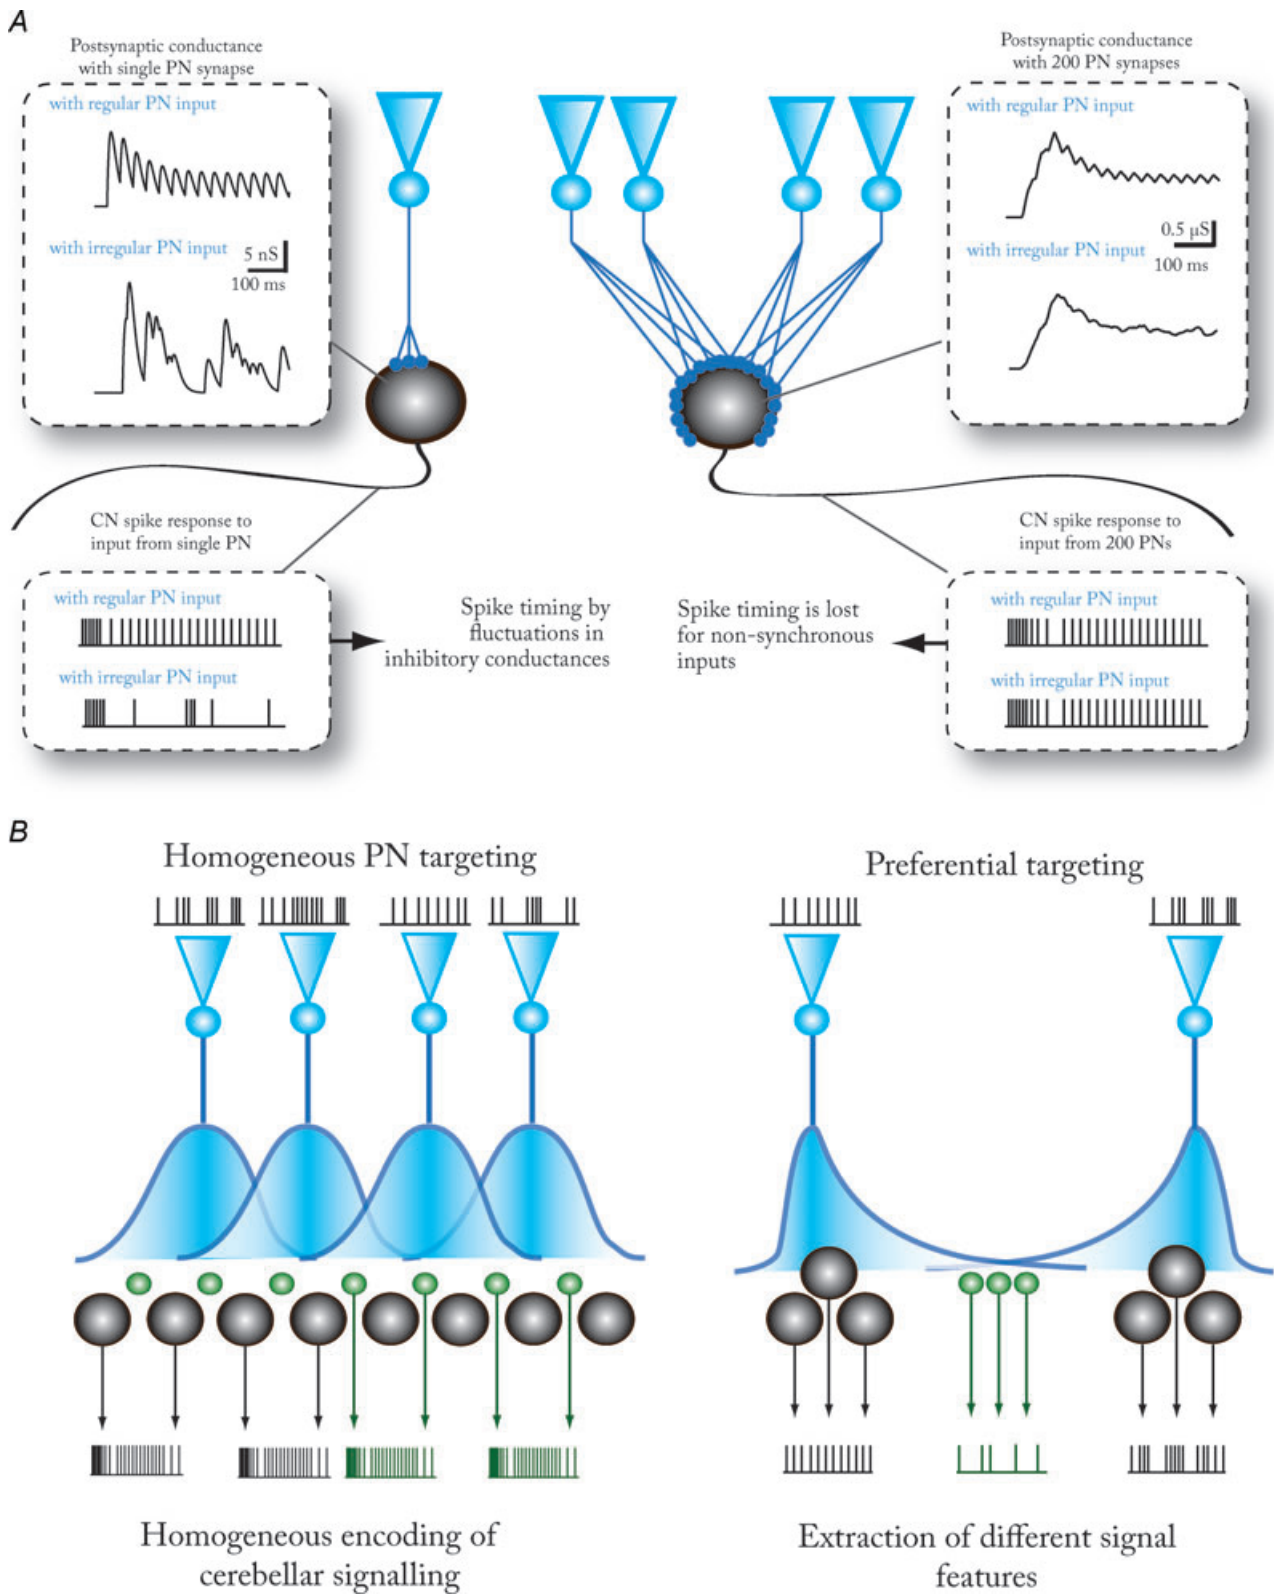 A
Postsynaptic conductance
with single PN synapse
with regular PN input
with irregular PN input
5 nS
100 ms
Postsynaptic conductance
with 200 PN synapses
with regular PN input
0.5 µS
with irregular PN input
100 ms
CN spike response to
input from single PN
with regular PN input
with irregular PN input
Spike timing by
fluctuations in
inhibitory conductances
Spike timing is lost
for non-synchronous
inputs
CN spike response to
input from 200 PNs
with regular PN input
with irregular PN input
B
Homogeneous PN targeting
Preferential targeting
Homogeneous encoding of
cerebellar signalling
Extraction of different signal
features